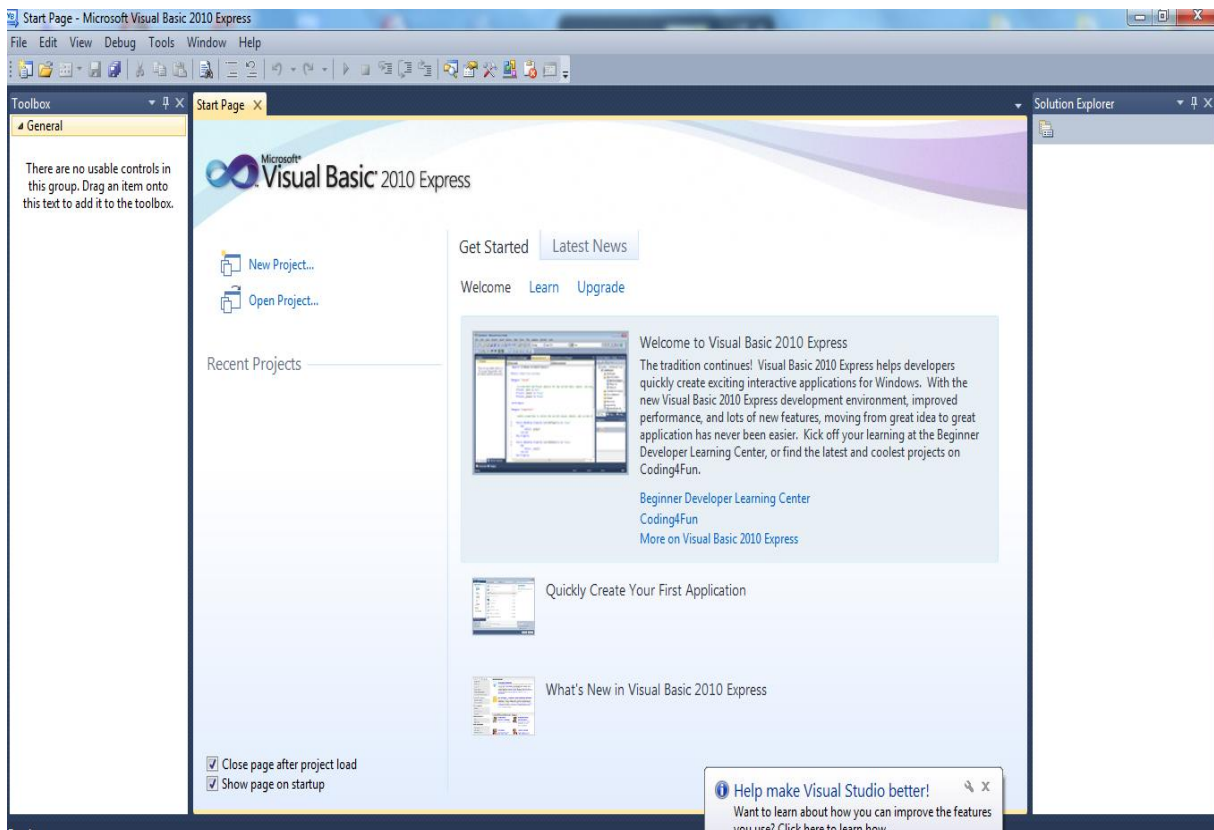 Start Page - Microsoft Visual Basic 2010 Express
File Edit View Debug Tools Window Help
Toolbox
General
There are no usable controls in
this group. Drag an item onto
this text to add it to the toolbox.
Start Page X
Microsoft®
Visual Basic® 2010 Express
New Project...
Open Project...
Recent Projects
Close page after project load
Show page on startup
Get Started Latest News
Welcome Learn Upgrade
Welcome to Visual Basic 2010 Express
The tradition continues! Visual Basic 2010 Express helps developers
quickly create exciting interactive applications for Windows. With the
new Visual Basic 2010 Express development environment, improved
performance, and lots of new features, moving from great idea to great
application has never been easier. Kick off your learning at the Beginner
Developer Learning Center, or find the latest and coolest projects on
Coding4Fun.
Beginner Developer Learning Center
Coding4Fun
More on Visual Basic 2010 Express
Quickly Create Your First Application
What's New in Visual Basic 2010 Express
Help make Visual Studio better!
Want to learn about how you can improve the features
you use? Click here to learn how
Solution Explorer